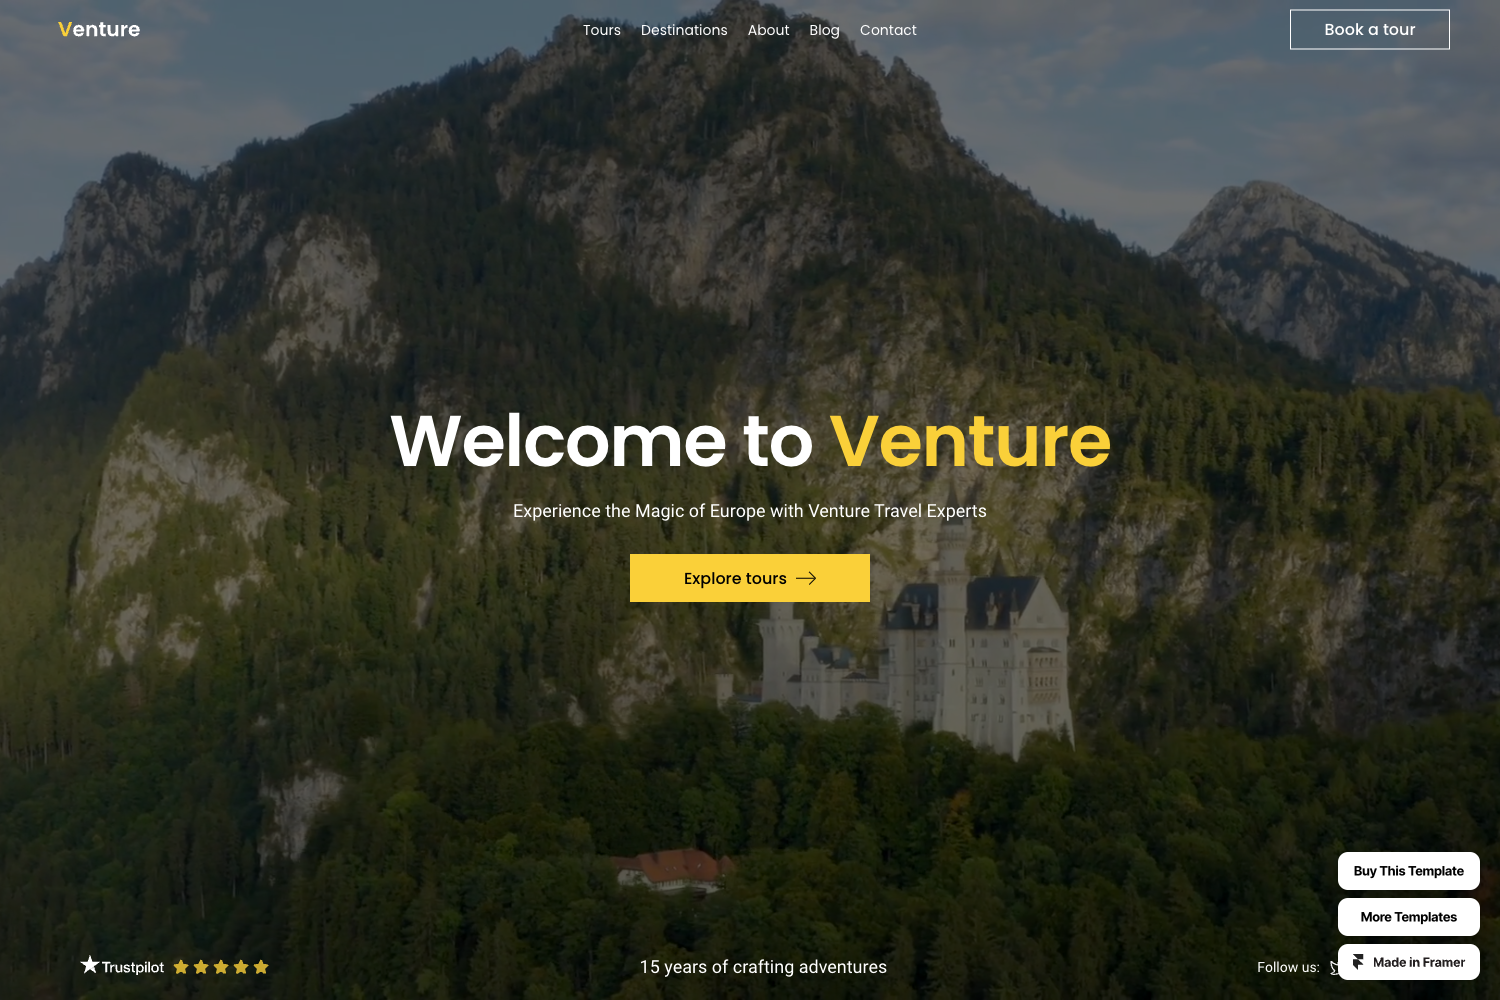 Venture
Tours
Destinations
About
Blog
Contact
Book a tour
Welcome to Venture
Experience the Magic of Europe with Venture Travel Experts
Explore tours
Buy This Template
More Templates
Made in Framer
Trustpilot
15 years of crafting adventures
Follow us: